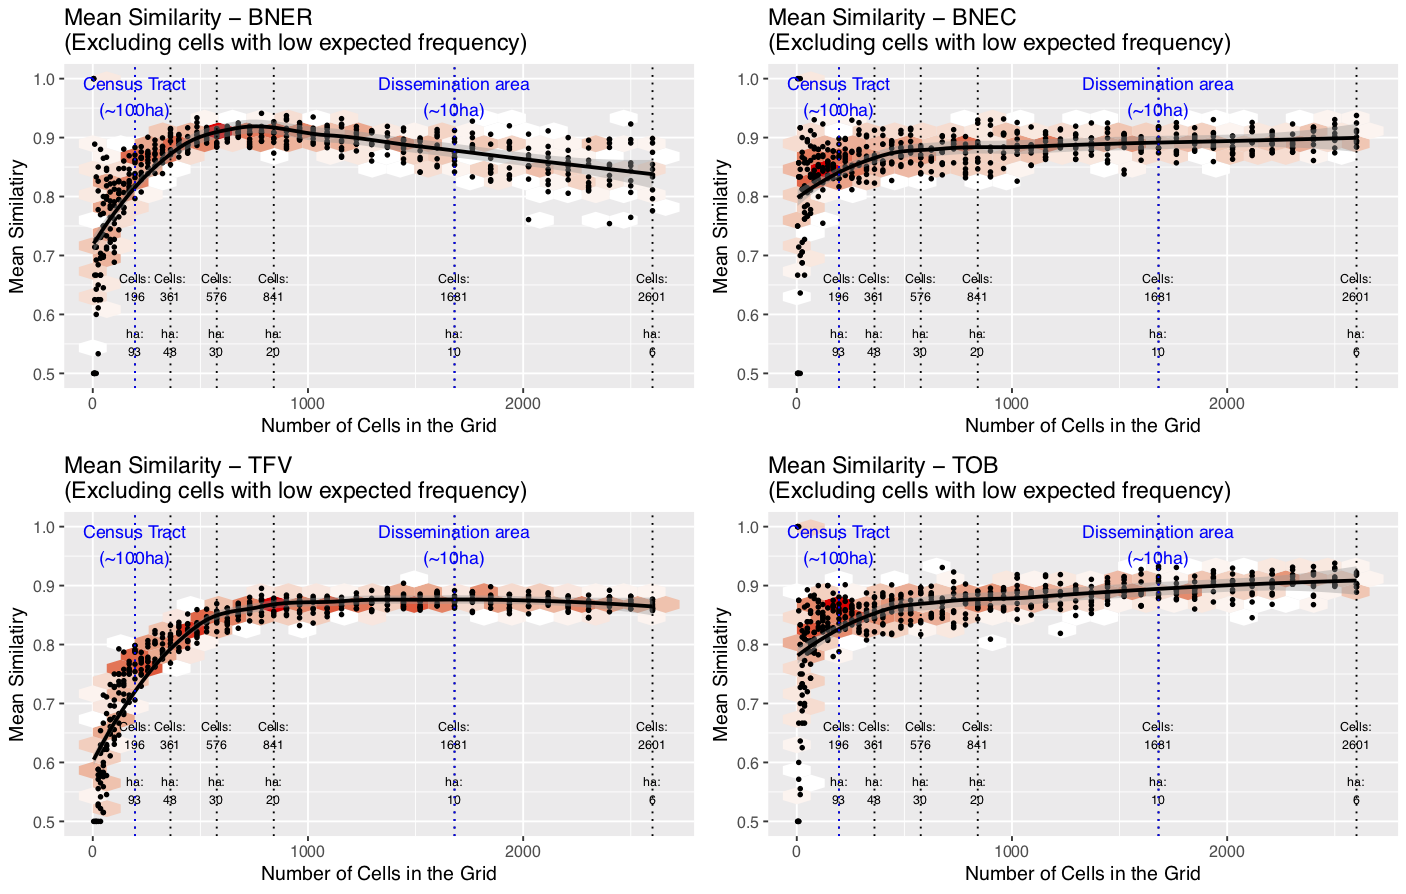 Mean Similarity – BNER
(Excluding cells with low expected frequency)
Mean Similatiry
1.0
0.9
0.8
0.7
0.6
0.5
Census Tract
(~100ha)
Dissemination area
(~10ha)
Cells: Cells: Cells: Cells: Cells: Cells:
196 361 576 841 1681 2601
ha: ha: ha: ha: ha: ha:
93 48 30 20 10 6
0 1000 2000
Number of Cells in the Grid
Mean Similarity – BNEC
(Excluding cells with low expected frequency)
Mean Similatiry
1.0
0.9
0.8
0.7
0.6
0.5
Census Tract
(~100ha)
Dissemination area
(~10ha)
Cells: Cells: Cells: Cells: Cells: Cells:
196 361 576 841 1681 2601
ha: ha: ha: ha: ha: ha:
93 48 30 20 10 6
0 1000 2000
Number of Cells in the Grid
Mean Similarity – TFV
(Excluding cells with low expected frequency)
Mean Similatiry
1.0
0.9
0.8
0.7
0.6
0.5
Census Tract
(~100ha)
Dissemination area
(~10ha)
Cells: Cells: Cells: Cells: Cells: Cells:
196 361 576 841 1681 2601
ha: ha: ha: ha: ha: ha:
93 48 30 20 10 6
0 1000 2000
Number of Cells in the Grid
Mean Similarity – TOB
(Excluding cells with low expected frequency)
Mean Similatiry
1.0
0.9
0.8
0.7
0.6
0.5
Census Tract
(~100ha)
Dissemination area
(~10ha)
Cells: Cells: Cells: Cells: Cells: Cells:
196 361 576 841 1681 2601
ha: ha: ha: ha: ha: ha:
93 48 30 20 10 6
0 1000 2000
Number of Cells in the Grid